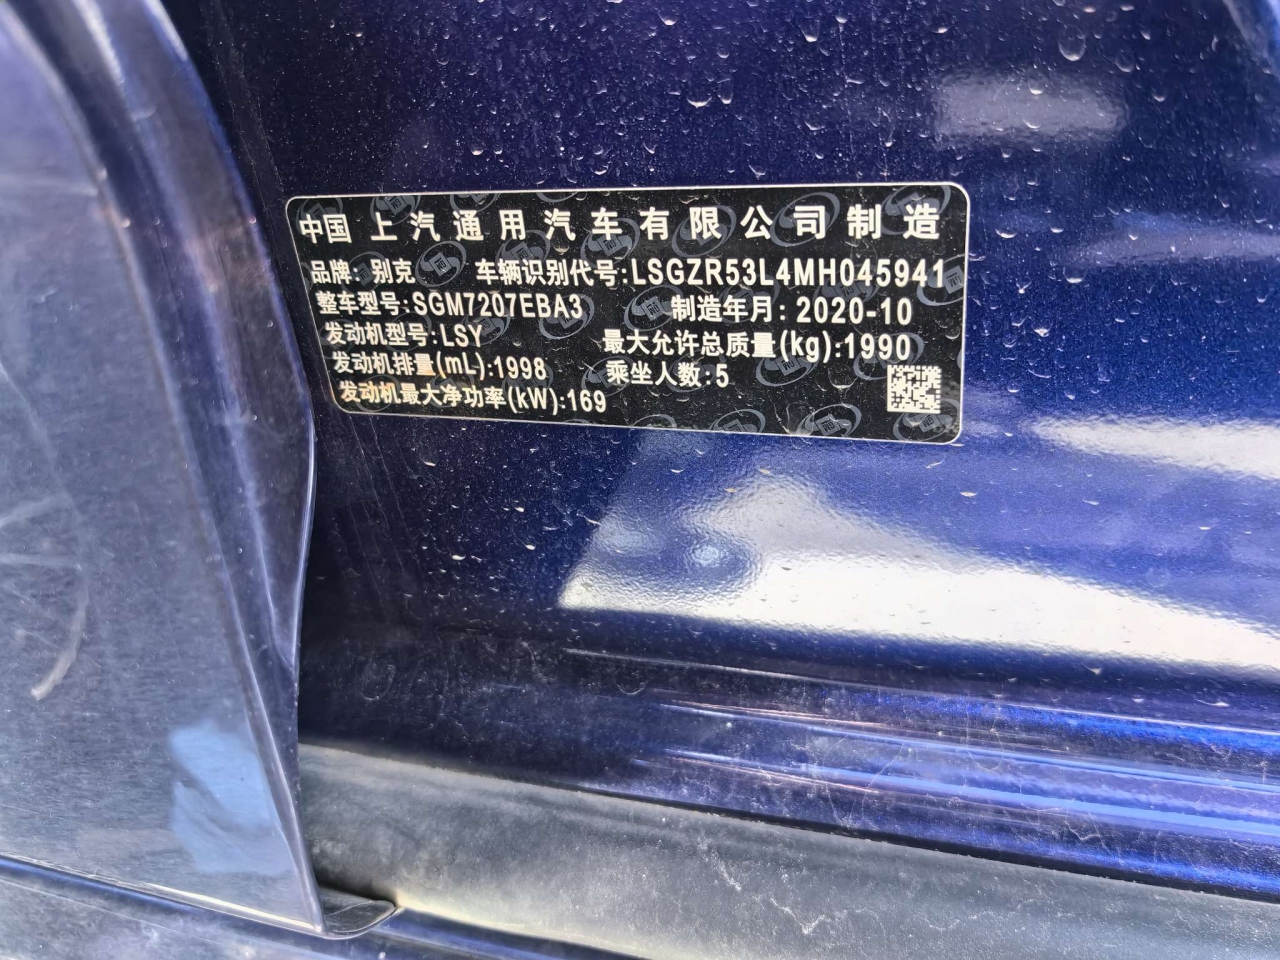 中国 上汽通用汽车有限公司制造
品牌: 别克 车辆识别代号:LSGZR53L4MH045941
整车型号:SGM7207EBA3 制造年月: 2020-10
发动机型号:LSY 最大允许总质量(kg):1990
发动机排量(mL):1998 乘坐人数:5
发动机最大净功率(kW):169